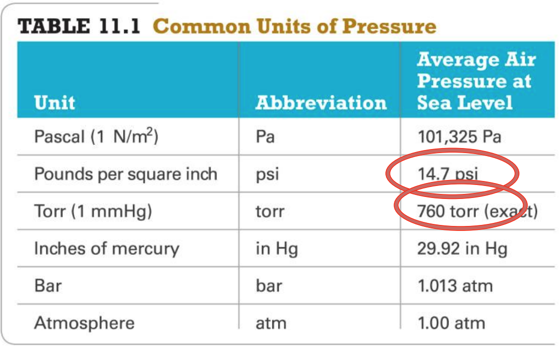 TABLE 11.1 Common Units of Pressure
Unit Abbreviation Average Air Pressure at Sea Level
Pascal (1 N/m²) Pa 101,325 Pa
Pounds per square inch psi 14.7 psi
Torr (1 mmHg) torr 760 torr (exact)
Inches of mercury in Hg 29.92 in Hg
Bar bar 1.013 atm
Atmosphere atm 1.00 atm